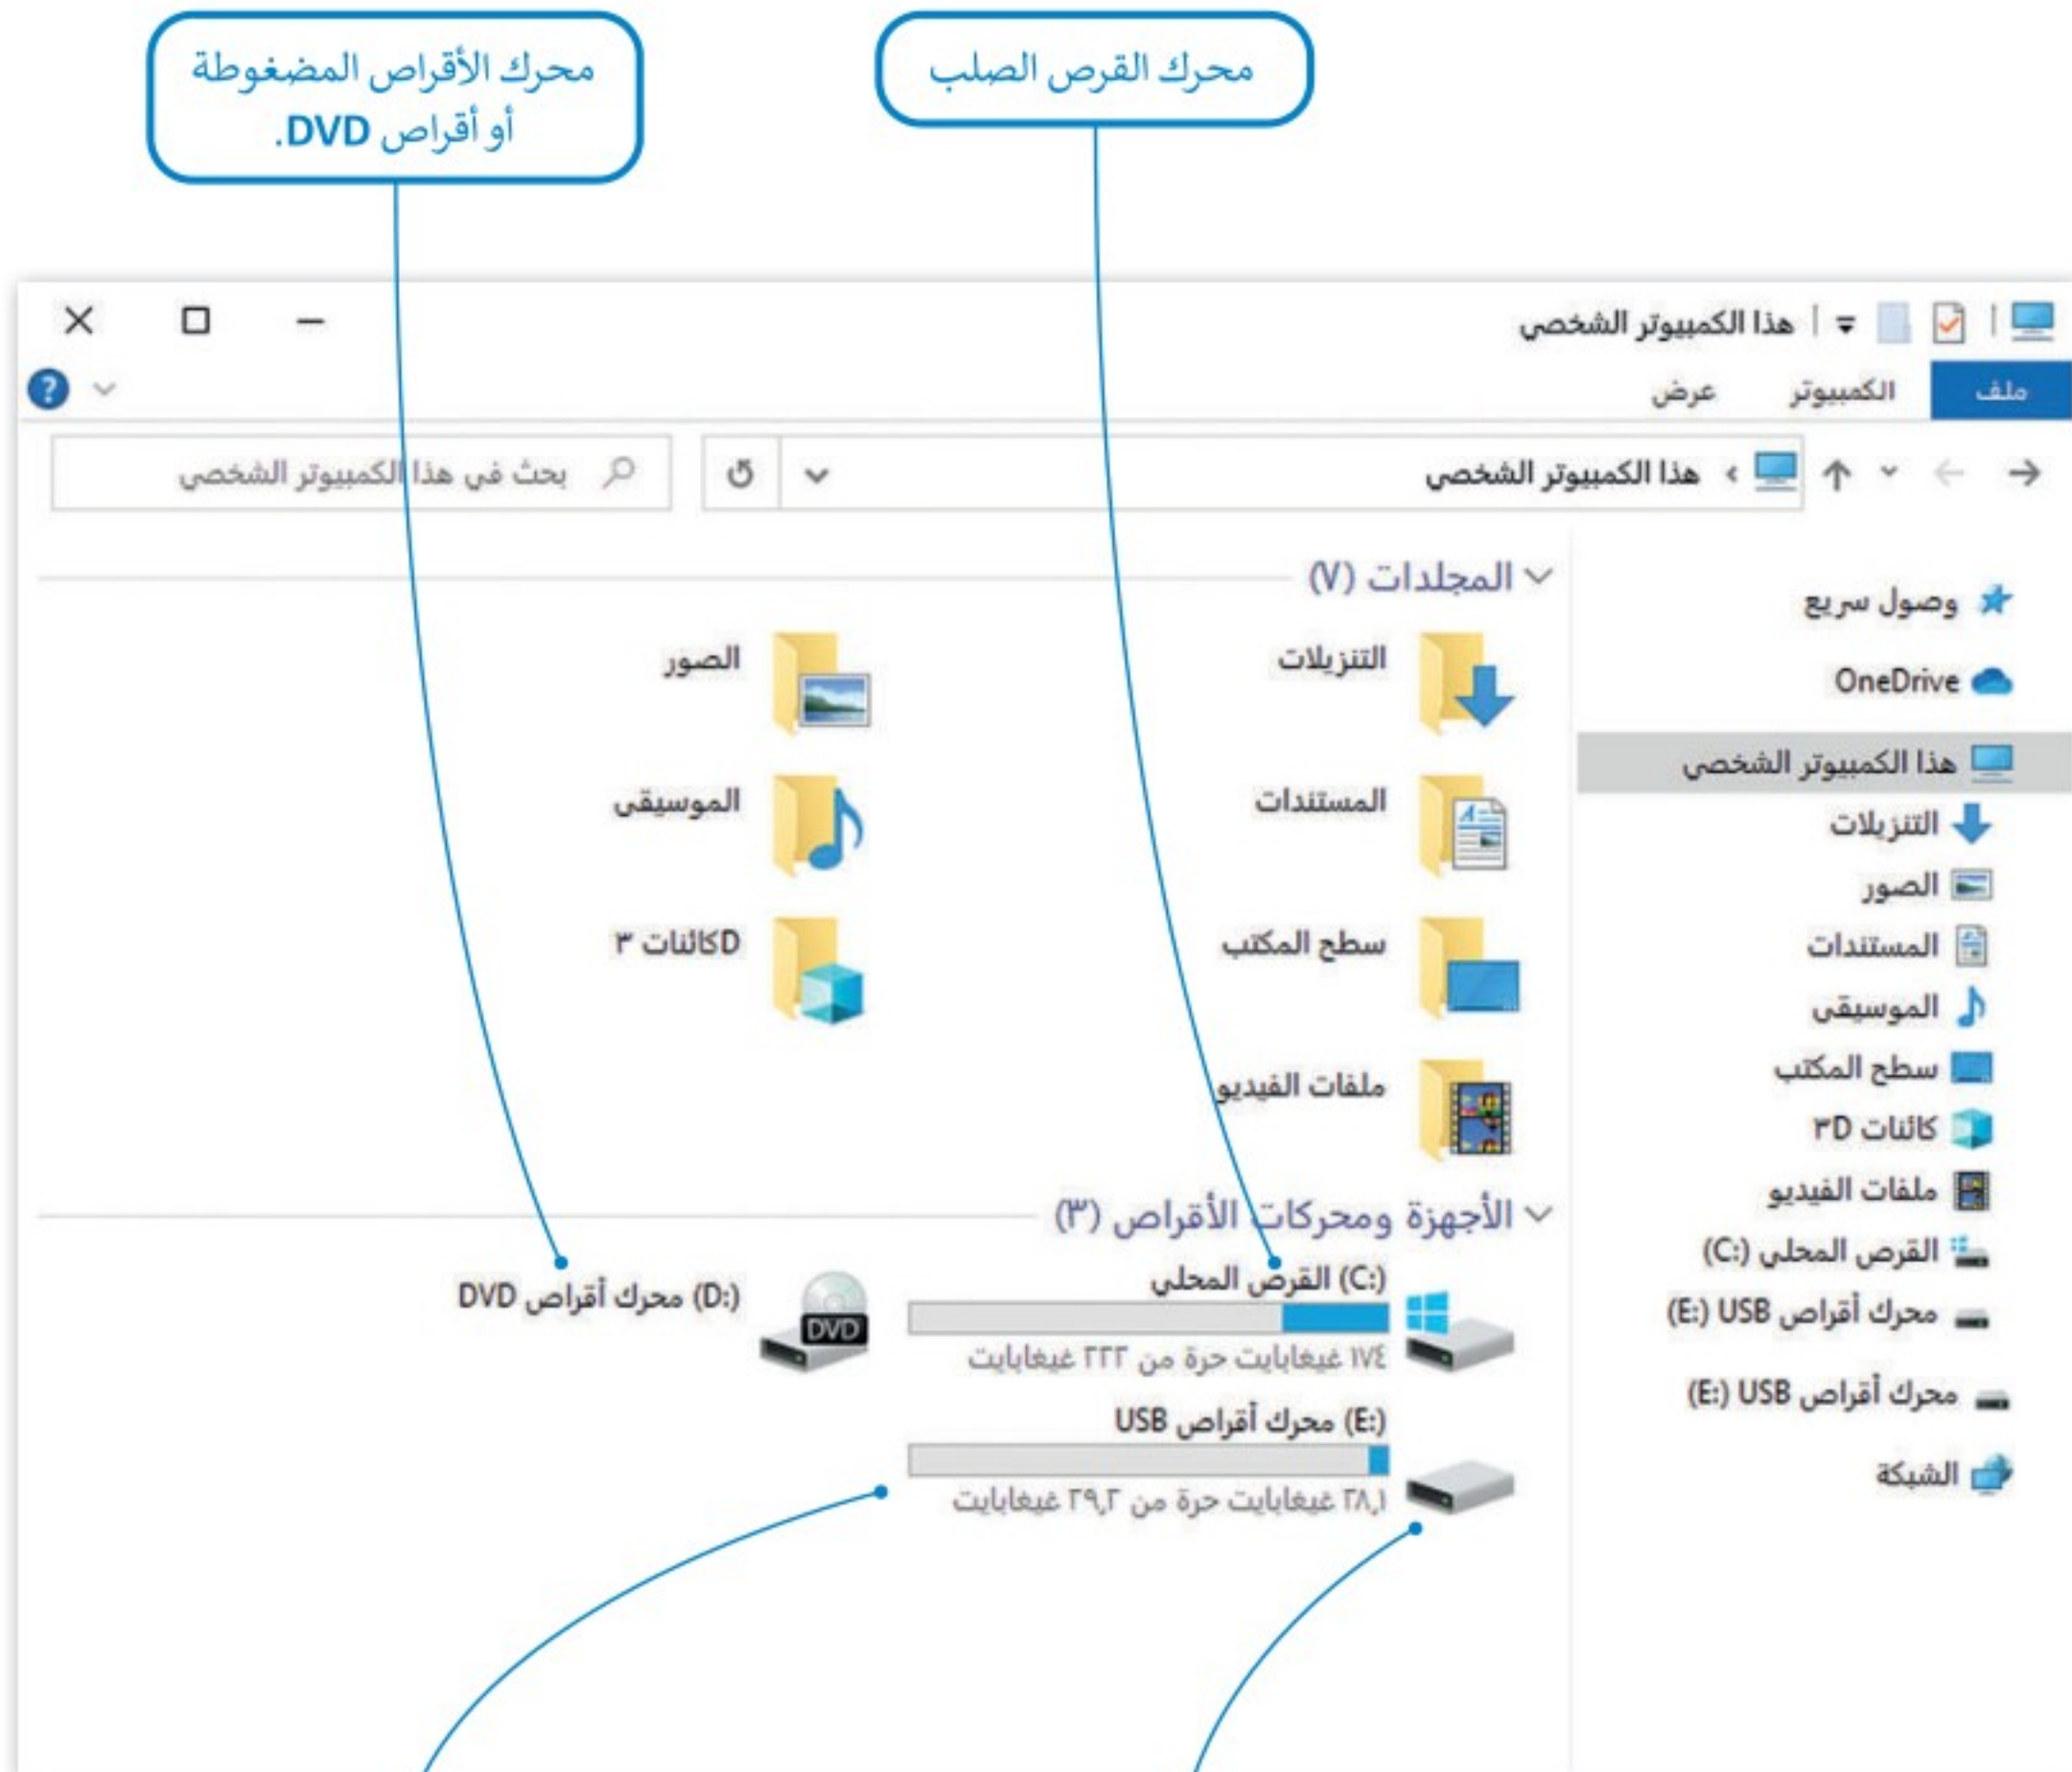 محرك القرص الصلب
محرك الأقراص المضغوطة
أو أقراص DVD.
هذا الكمبيوتر الشخصي
ملف
الكمبيوتر
عرض
?
هذا الكمبيوتر الشخصي
بحث في هذا الكمبيوتر الشخصي
وصول سريع
OneDrive
هذا الكمبيوتر الشخصي
التنزيلات
الصور
المستندات
الموسيقى
سطح المكتب
كائنات ٣D
ملفات الفيديو
القرص المحلي (C:)
محرك أقراص USB (E:)
محرك أقراص USB (E:)
الشبكة
المجلدات (٧)
التنزيلات
الصور
المستندات
الموسيقى
سطح المكتب
Dكائنات ٣
ملفات الفيديو
الأجهزة ومحركات الأقراص (٣)
(C:) القرص المحلي
١٧٤ غيغابايت حرة من ٢٢٢ غيغابايت
DVD
(D:) محرك أقراص DVD
(E:) محرك أقراص USB
٢٨,١ غيغابايت حرة من ٢٩,٢ غيغابايت